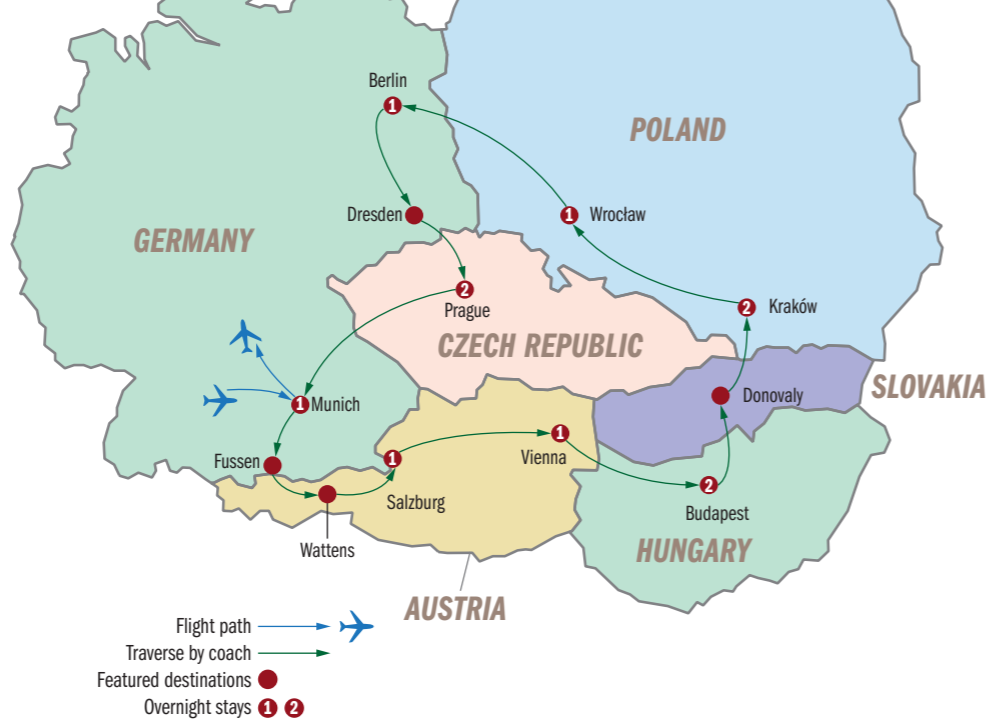 Berlin
1
POLAND
Dresden
1 Wrocław
GERMANY
2
Prague
2 Kraków
CZECH REPUBLIC
SLOVAKIA
1 Munich
Donovaly
1
Vienna
Fussen
1
Salzburg
2
Budapest
Wattens
HUNGARY
AUSTRIA
Flight path
Traverse by coach
Featured destinations
Overnight stays 1 2